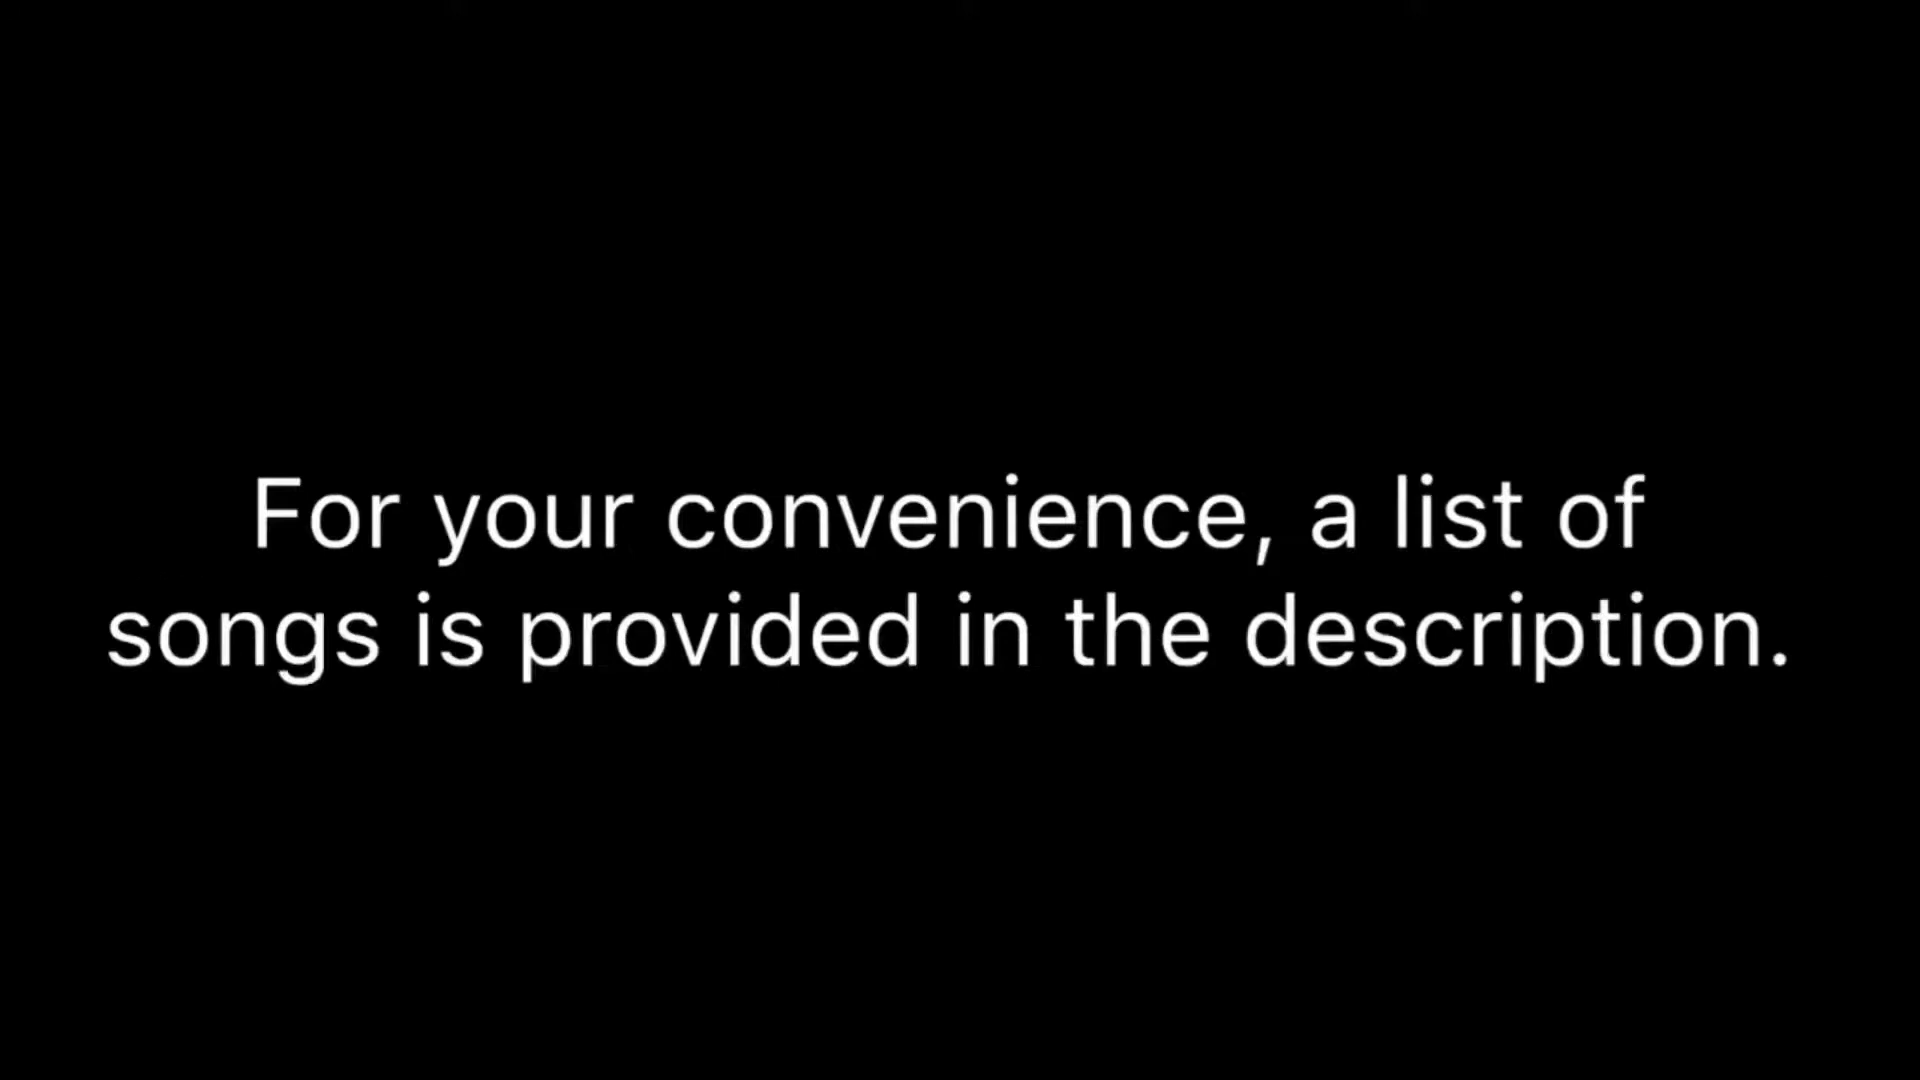 For your convenience, a list of
songs is provided in the description.